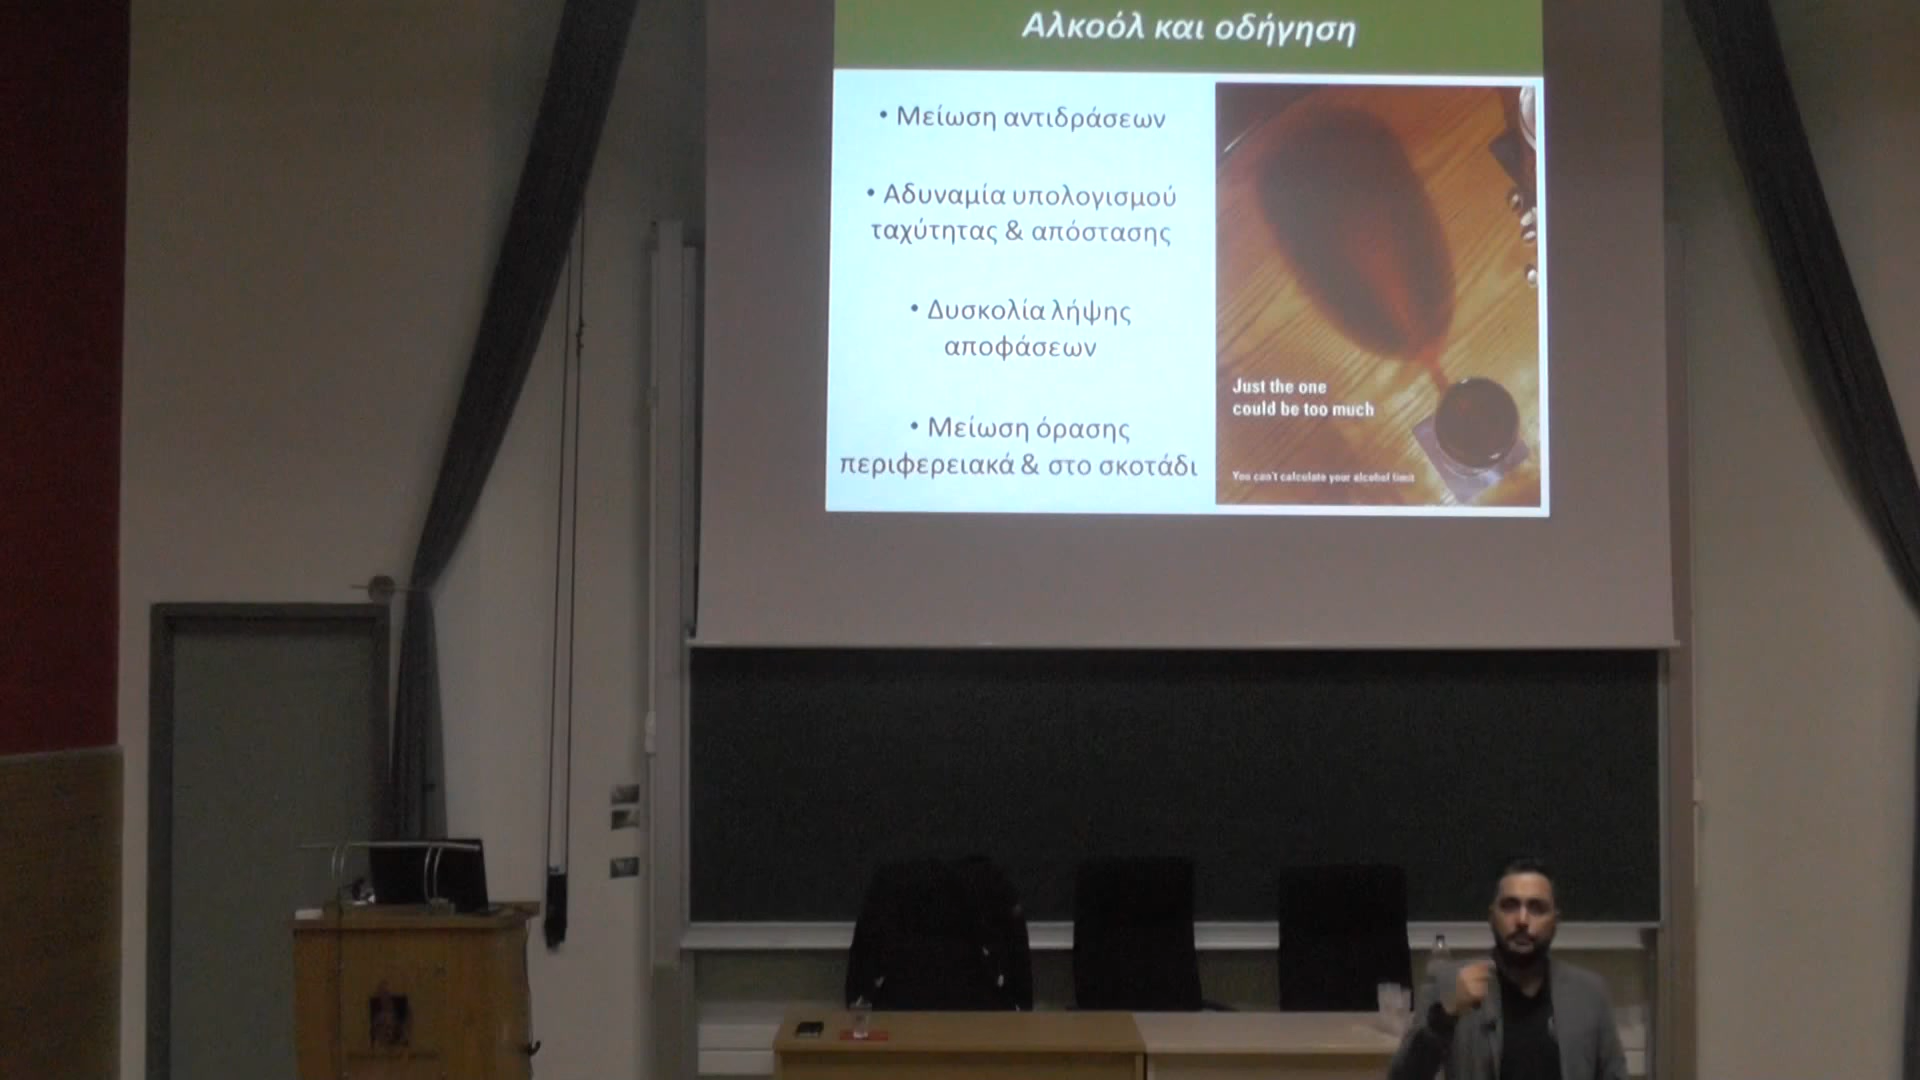 Αλκοόλ και οδήγηση
• Μείωση αντιδράσεων
• Αδυναμία υπολογισμού
ταχύτητας & απόστασης
• Δυσκολία λήψης
αποφάσεων
• Μείωση όρασης
περιφερειακά & στο σκοτάδι
Just the one
could be too much
You can't calculate your alcohol limit